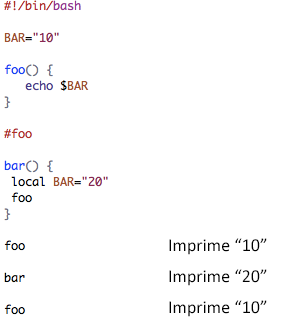 #!/bin/bash
BAR="10"
foo() {
echo $BAR
}
#foo
bar() {
local BAR="20"
foo
}
foo Imprime “10”
bar Imprime “20”
foo Imprime “10”